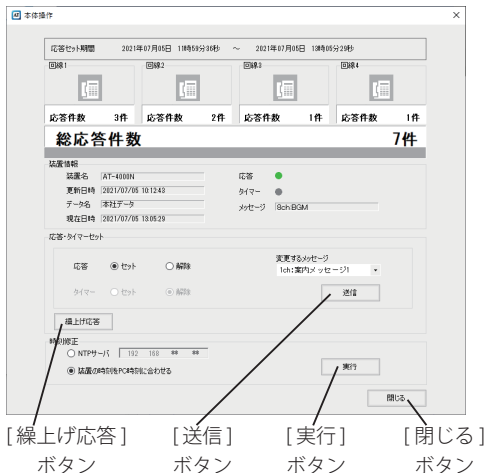 本体操作
応答セット期間 2021年07月05日 11時59分36秒 ～ 2021年07月05日 13時05分29秒
回線1 回線2 回線3 回線4
応答件数 3件 応答件数 2件 応答件数 1件 応答件数 1件
総応答件数 7件
装置情報
装置名 AT-4000N 応答
更新日時 2021/07/05 10:12:43 タイマー
データ名 本社データ メッセージ 8ch:BGM
現在日時 2021/07/05 13:05:29
応答・タイマーセット
変更するメッセージ
応答 セット 解除 1ch:案内メッセージ1
タイマー セット 解除 送信
繰上げ応答
時刻修正
NTPサーバ 192 168 ** **
装置の時刻をPC時刻に合わせる 実行
閉じる
[繰上げ応答] [送信] [実行] [閉じる]
ボタン ボタン ボタン ボタン